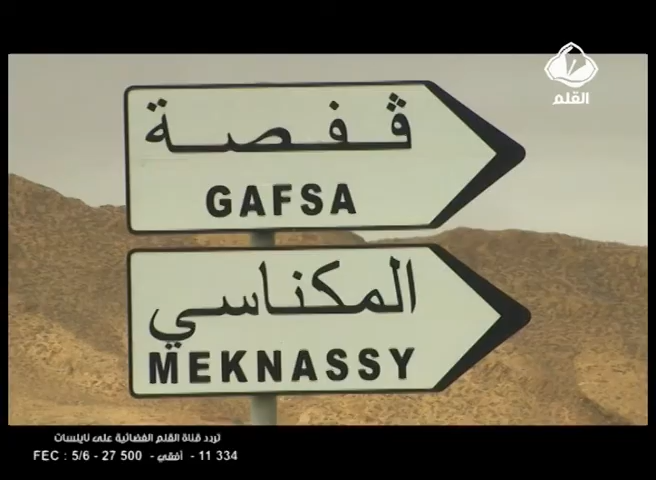 القلم
ڨفصة
GAFSA
المكناسي
MEKNASSY
تردد قناة القلم الفضائية على نايلسات
FEC : 5/6 - 27 500 - أفقي - 11 334